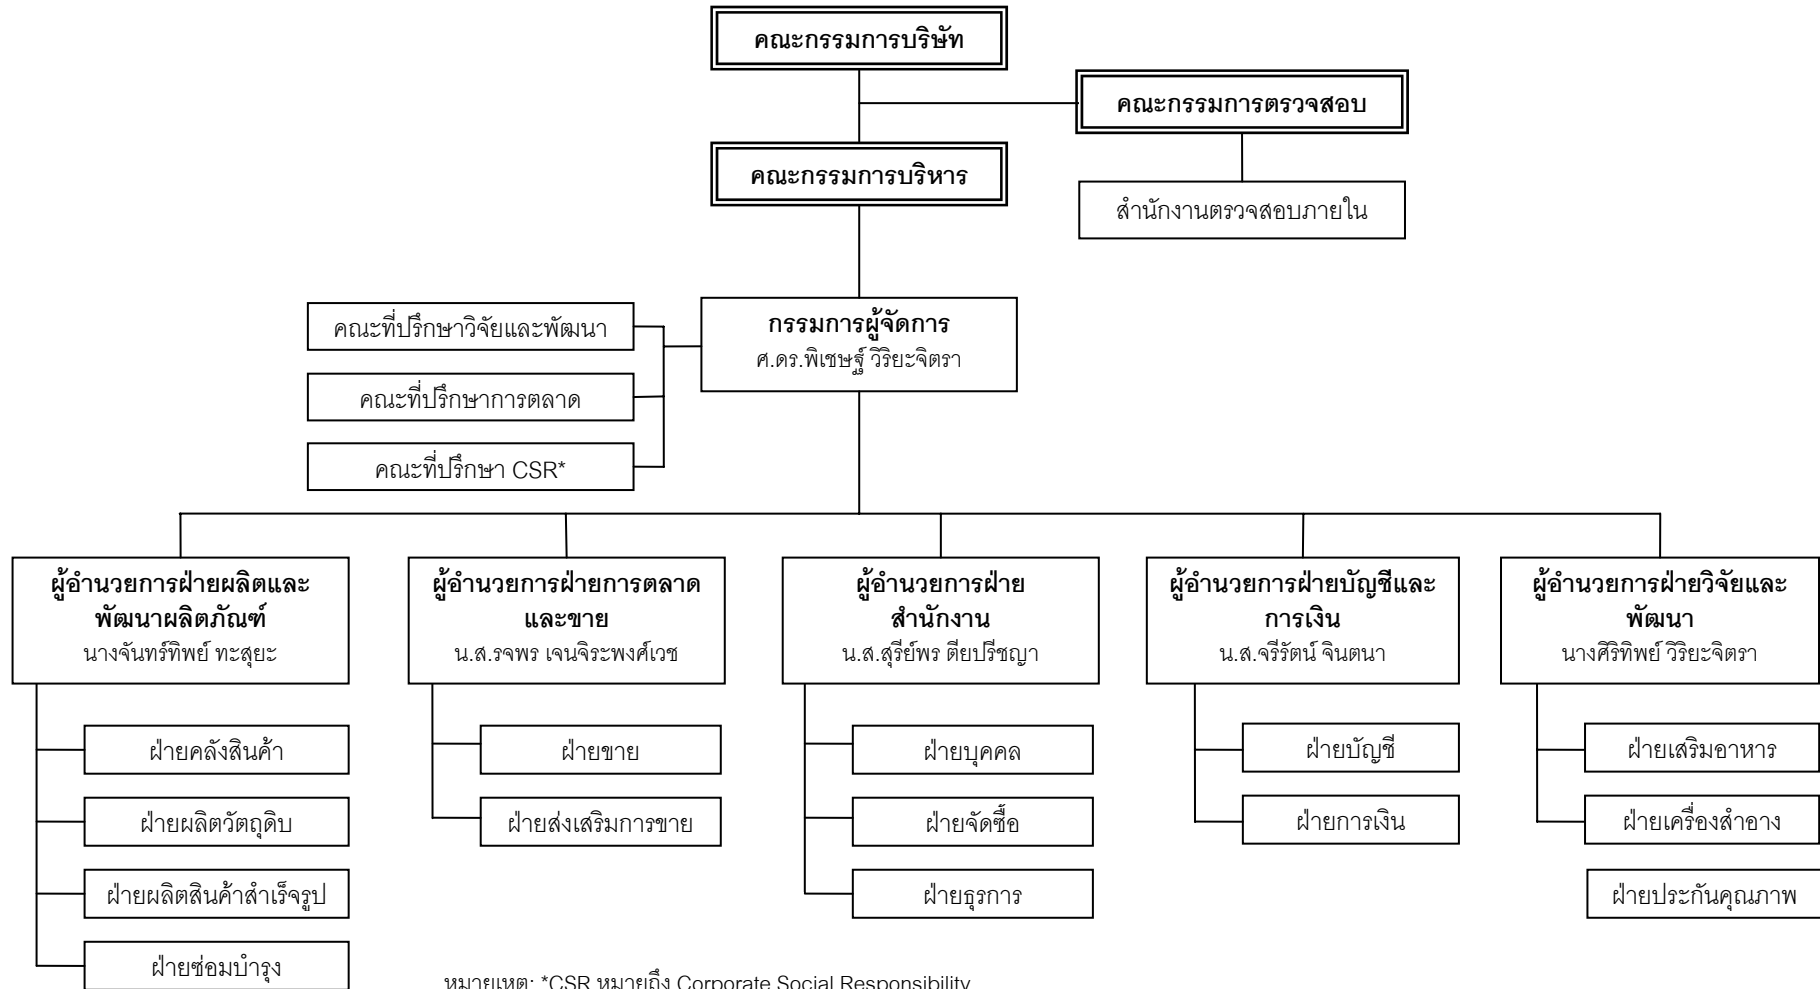 คณะกรรมการบริษัท
คณะกรรมการตรวจสอบ
คณะกรรมการบริหาร
สำนักงานตรวจสอบภายใน
คณะที่ปรึกษาวิจัยและพัฒนา
กรรมการผู้จัดการ
ศ.ดร.พิเชษฐ์ วิริยะจิตรา
คณะที่ปรึกษาการตลาด
คณะที่ปรึกษา CSR*
ผู้อำนวยการฝ่ายผลิตและ
พัฒนาผลิตภัณฑ์
นางจันทร์ทิพย์ ทะสุยะ
ผู้อำนวยการฝ่ายการตลาด
และขาย
น.ส.รจพร เจนจิระพงศ์เวช
ผู้อำนวยการฝ่าย
สำนักงาน
น.ส.สุรีย์พร ตียปรีชญา
ผู้อำนวยการฝ่ายบัญชีและ
การเงิน
น.ส.จรีรัตน์ จินตนา
ผู้อำนวยการฝ่ายวิจัยและ
พัฒนา
นางศิริทิพย์ วิริยะจิตรา
ฝ่ายคลังสินค้า
ฝ่ายผลิตวัตถุดิบ
ฝ่ายผลิตสินค้าสำเร็จรูป
ฝ่ายซ่อมบำรุง
ฝ่ายขาย
ฝ่ายส่งเสริมการขาย
ฝ่ายบุคคล
ฝ่ายจัดซื้อ
ฝ่ายธุรการ
ฝ่ายบัญชี
ฝ่ายการเงิน
ฝ่ายเสริมอาหาร
ฝ่ายเครื่องสำอาง
ฝ่ายประกันคุณภาพ
หมายเหตุ: *CSR หมายถึง Corporate Social Responsibility